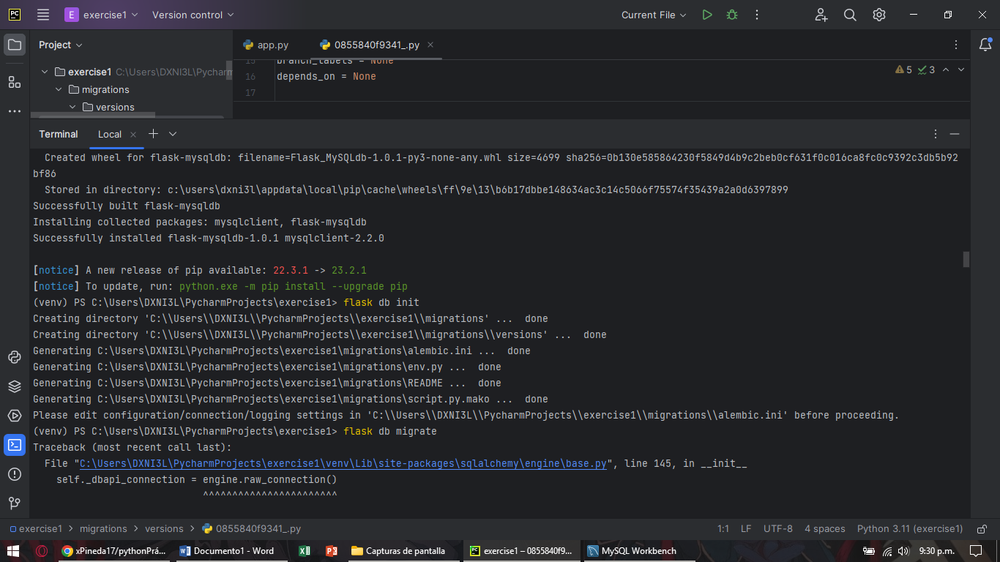 PC
E exercise1 Version control Current File
Project app.py 0855840f9341_.py
exercise1 C:\Users\DXNI3L\Pycharm
migrations
versions
15 branch_labels = None
16 depends_on = None
17
5 3
Terminal Local
Created wheel for flask-mysqldb: filename=Flask_MySQLdb-1.0.1-py3-none-any.whl size=4699 sha256=0b130e585864230f5849d4b9c2beb0cf631f0c016ca8fc0c9392c3db5b92
bf86
Stored in directory: c:\users\dxni3l\appdata\local\pip\cache\wheels\ff\9e\13\b6b17dbbe148634ac3c14c5066f75574f35439a2a0d6397899
Successfully built flask-mysqldb
Installing collected packages: mysqlclient, flask-mysqldb
Successfully installed flask-mysqldb-1.0.1 mysqlclient-2.2.0
[notice] A new release of pip available: 22.3.1 -> 23.2.1
[notice] To update, run: python.exe -m pip install --upgrade pip
(venv) PS C:\Users\DXNI3L\PycharmProjects\exercise1> flask db init
Creating directory 'C:\\Users\\DXNI3L\\PycharmProjects\\exercise1\\migrations' ...  done
Creating directory 'C:\\Users\\DXNI3L\\PycharmProjects\\exercise1\\migrations\\versions' ...  done
Generating C:\Users\DXNI3L\PycharmProjects\exercise1\migrations\alembic.ini ...  done
Generating C:\Users\DXNI3L\PycharmProjects\exercise1\migrations\env.py ...  done
Generating C:\Users\DXNI3L\PycharmProjects\exercise1\migrations\README ...  done
Generating C:\Users\DXNI3L\PycharmProjects\exercise1\migrations\script.py.mako ...  done
Please edit configuration/connection/logging settings in 'C:\\Users\\DXNI3L\\PycharmProjects\\exercise1\\migrations\\alembic.ini' before proceeding.
(venv) PS C:\Users\DXNI3L\PycharmProjects\exercise1> flask db migrate
Traceback (most recent call last):
File "C:\Users\DXNI3L\PycharmProjects\exercise1\venv\Lib\site-packages\sqlalchemy\engine\base.py", line 145, in __init__
self._dbapi_connection = engine.raw_connection()
^^^^^^^^^^^^^^^^^^^^^^^
exercise1 > migrations > versions > 0855840f9341_.py 1:1 LF UTF-8 4 spaces Python 3.11 (exercise1)
xPineda17/pythonPrá... Documento1 - Word Capturas de pantalla exercise1 – 0855840f9... MySQL Workbench 9:30 p.m.